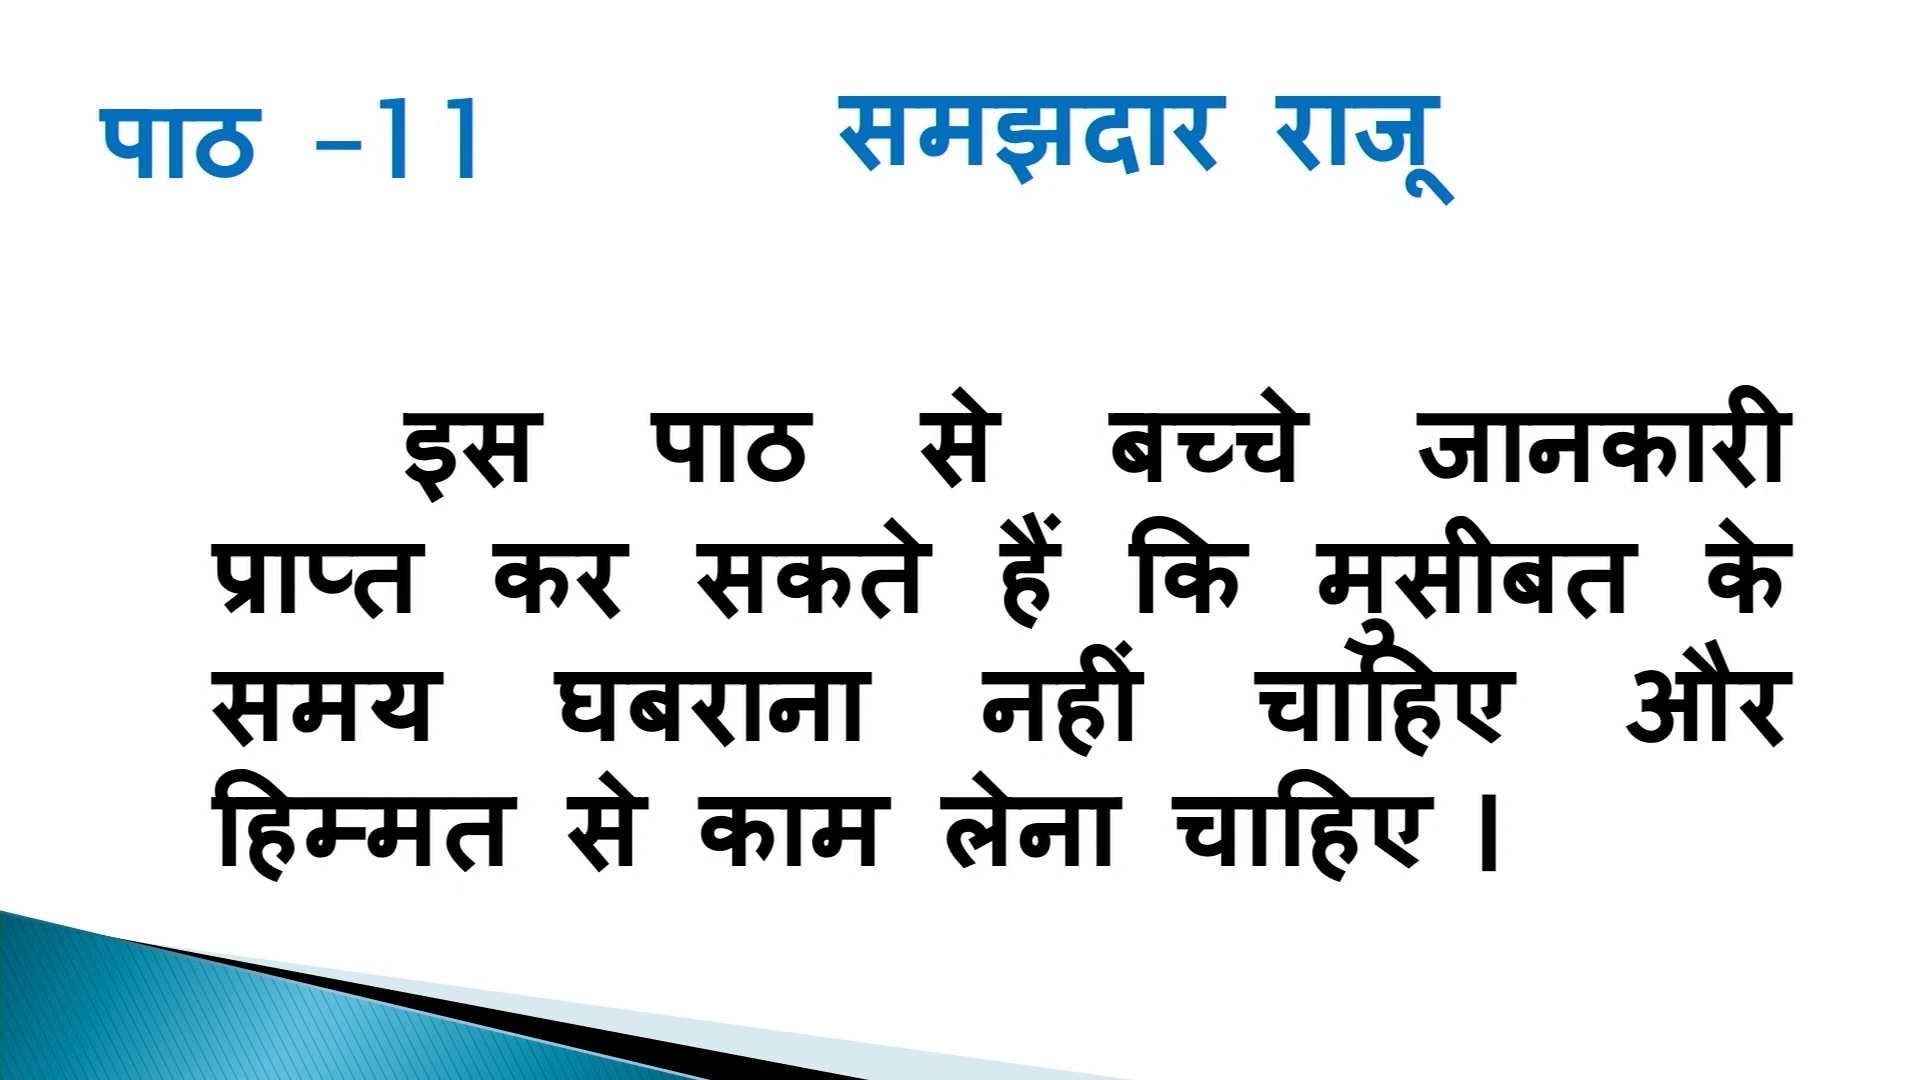 पाठ –11 समझदार राजू
इस पाठ से बच्चे जानकारी
प्राप्त कर सकते हैं कि मुसीबत के
समय घबराना नहीं चाहिए और
हिम्मत से काम लेना चाहिए ।